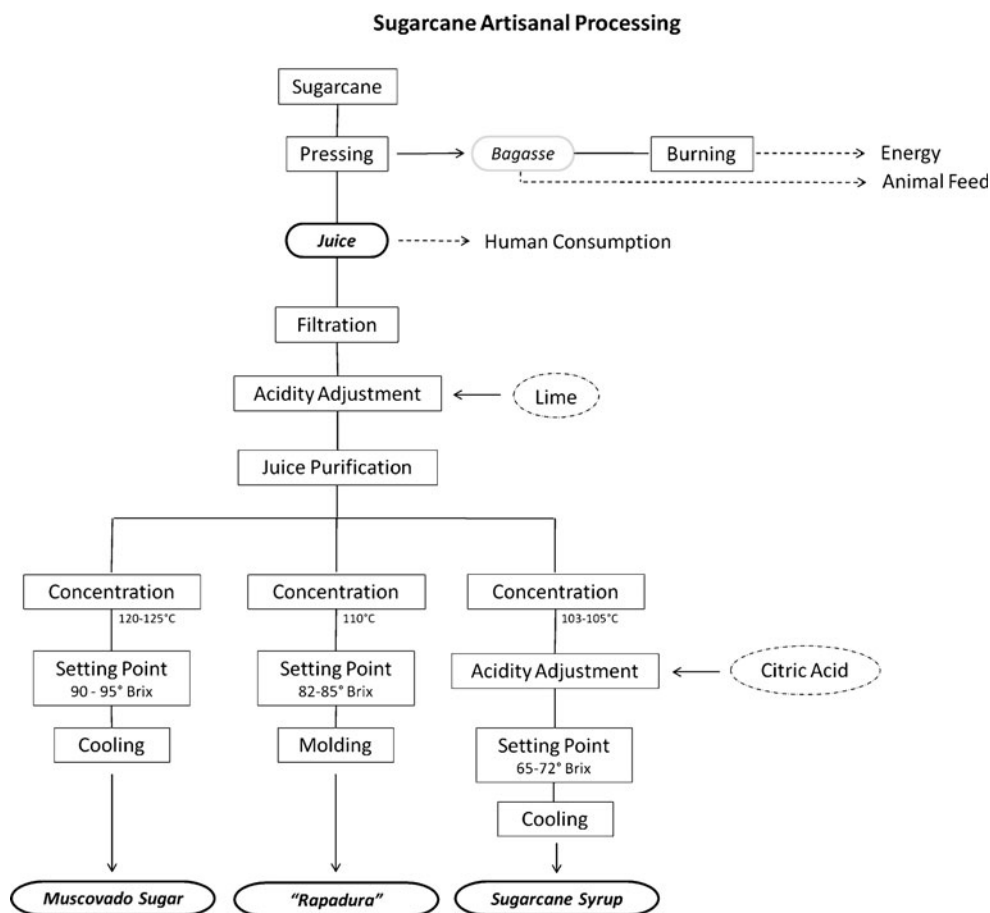 Sugarcane Artisanal Processing
Sugarcane
Pressing
Bagasse
Burning
Energy
Animal Feed
Juice
Human Consumption
Filtration
Acidity Adjustment
Lime
Juice Purification
Concentration
120-125°C
Concentration
110°C
Concentration
103-105°C
Setting Point
90 - 95° Brix
Setting Point
82-85° Brix
Acidity Adjustment
Citric Acid
Cooling
Molding
Setting Point
65-72° Brix
Cooling
Muscovado Sugar
“Rapadura”
Sugarcane Syrup